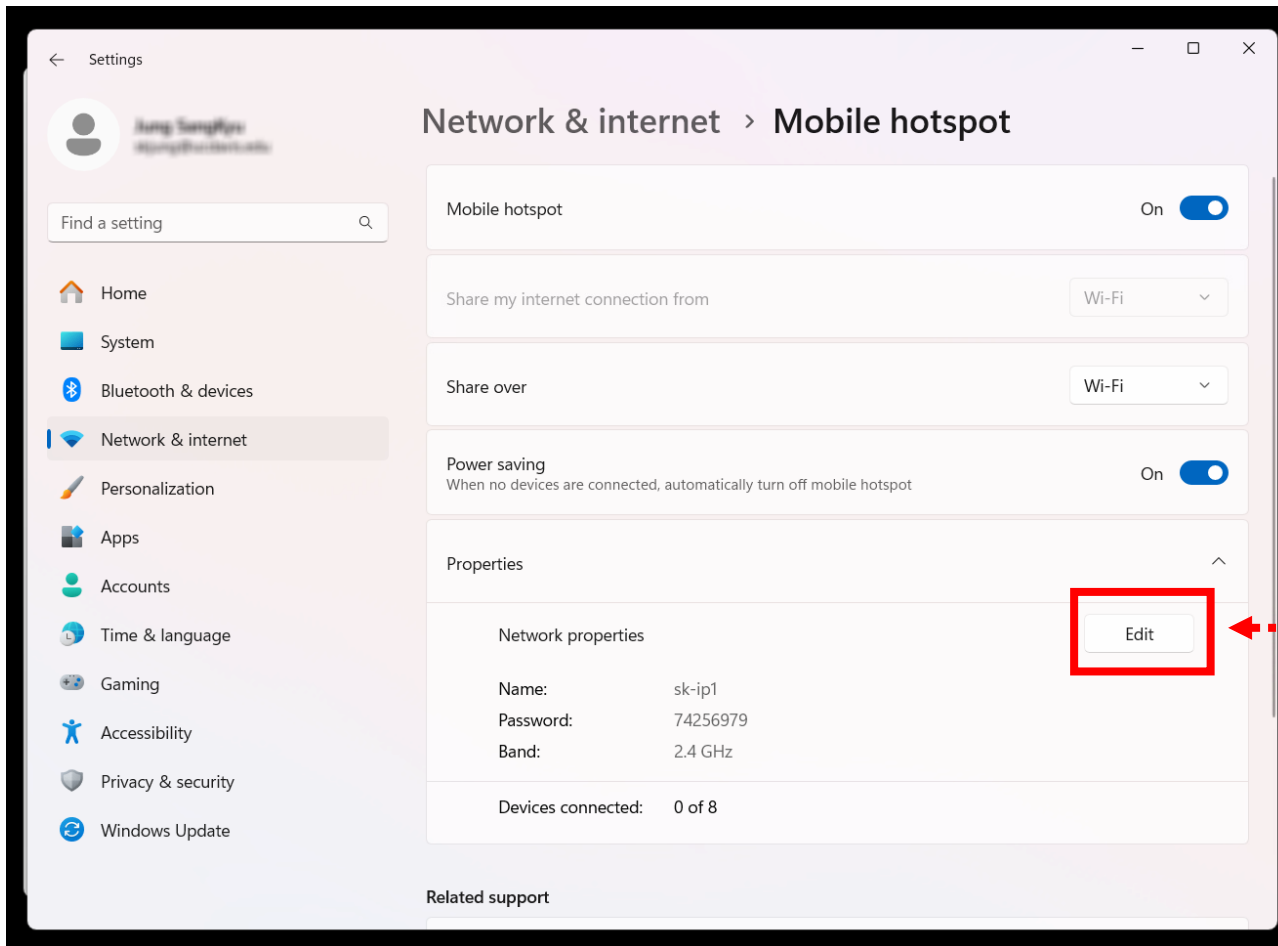 Settings
Find a setting
Home
System
Bluetooth & devices
Network & internet
Personalization
Apps
Accounts
Time & language
Gaming
Accessibility
Privacy & security
Windows Update
Network & internet › Mobile hotspot
Mobile hotspot On
Share my internet connection from Wi-Fi
Share over Wi-Fi
Power saving
When no devices are connected, automatically turn off mobile hotspot
On
Properties
Network properties Edit
Name: sk-ip1
Password: 74256979
Band: 2.4 GHz
Devices connected: 0 of 8
Related support